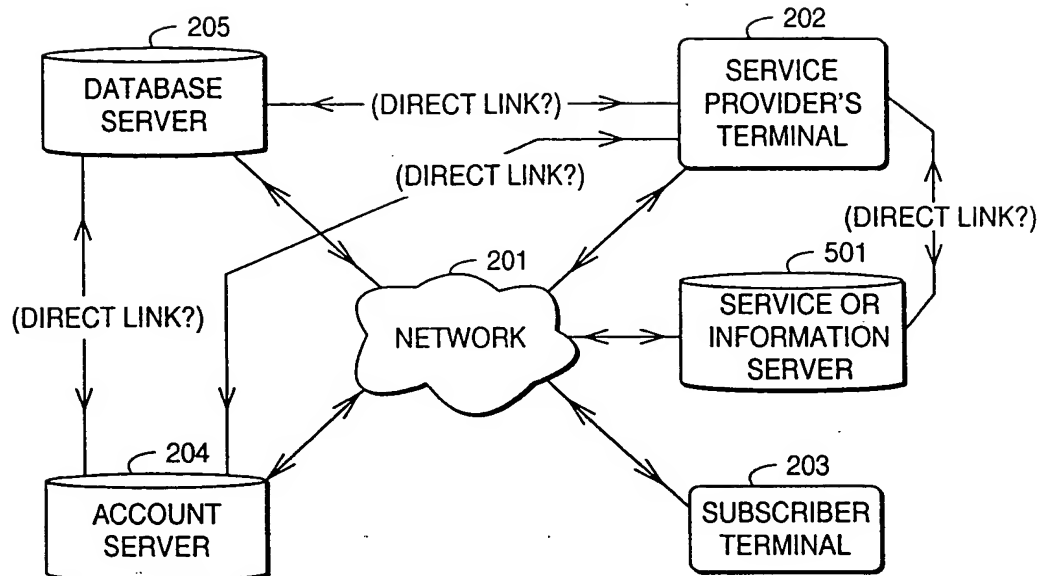 205
DATABASE
SERVER
202
SERVICE
PROVIDER'S
TERMINAL
(DIRECT LINK?)
(DIRECT LINK?)
(DIRECT LINK?)
201
NETWORK
501
SERVICE OR
INFORMATION
SERVER
(DIRECT LINK?)
204
ACCOUNT
SERVER
203
SUBSCRIBER
TERMINAL